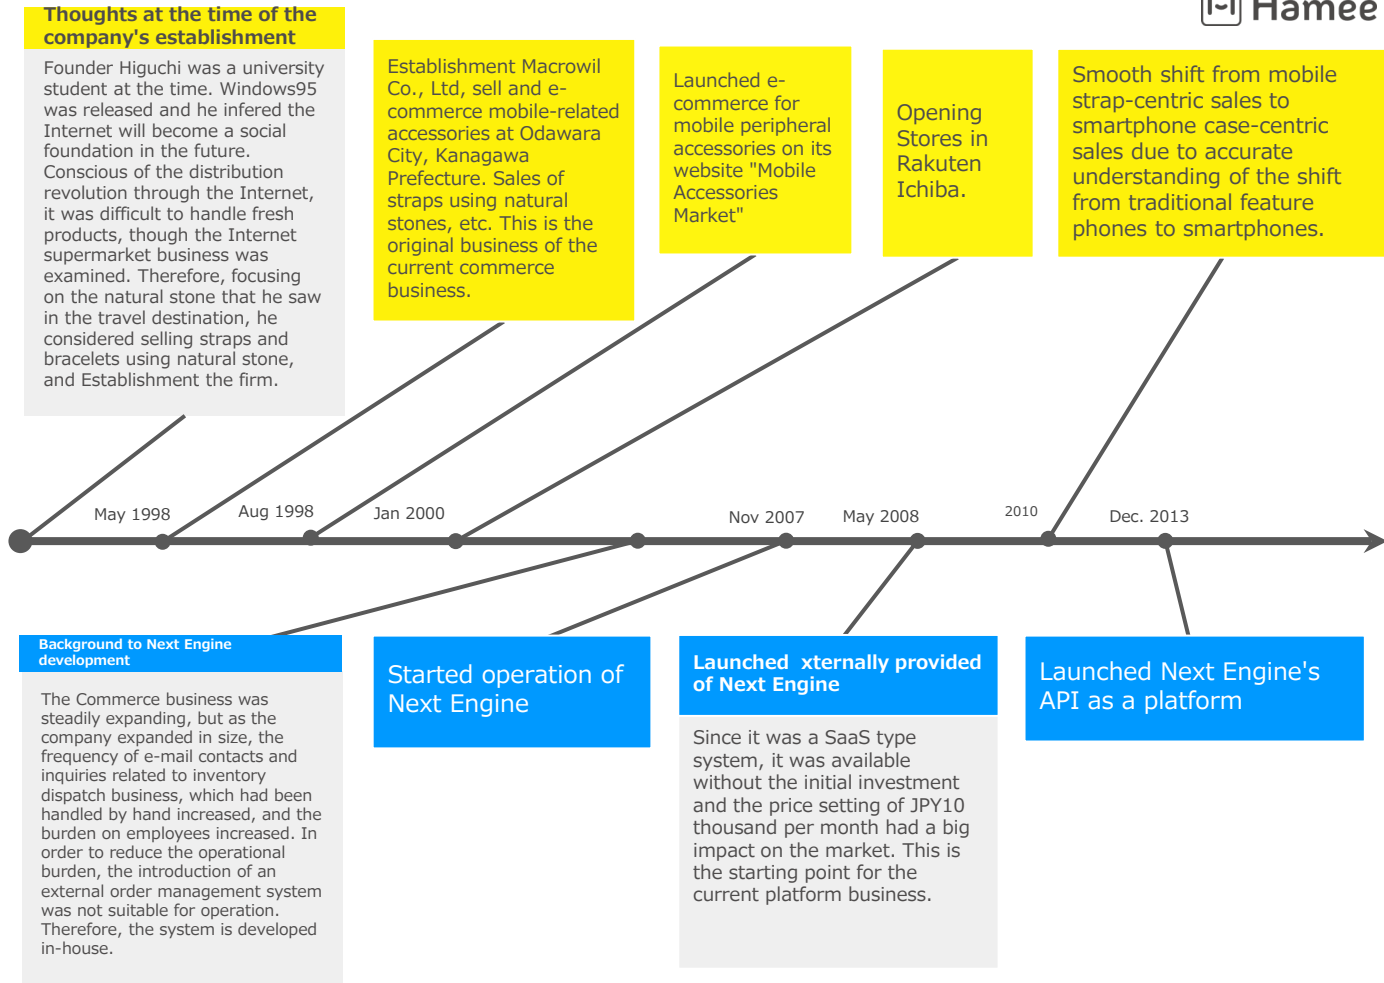 Thoughts at the time of the
company's establishment
Founder Higuchi was a university
student at the time. Windows95
was released and he infered the
Internet will become a social
foundation in the future.
Conscious of the distribution
revolution through the Internet,
it was difficult to handle fresh
products, though the Internet
supermarket business was
examined. Therefore, focusing
on the natural stone that he saw
in the travel destination, he
considered selling straps and
bracelets using natural stone,
and Establishment the firm.
Establishment Macrowil
Co., Ltd, sell and e-
commerce mobile-related
accessories at Odawara
City, Kanagawa
Prefecture. Sales of
straps using natural
stones, etc. This is the
original business of the
current commerce
business.
Launched e-
commerce for
mobile peripheral
accessories on its
website "Mobile
Accessories
Market"
Opening
Stores in
Rakuten
Ichiba.
Hamee
Smooth shift from mobile
strap-centric sales to
smartphone case-centric
sales due to accurate
understanding of the shift
from traditional feature
phones to smartphones.
May 1998
Aug 1998
Jan 2000
Nov 2007
May 2008
2010
Dec. 2013
Background to Next Engine
development
The Commerce business was
steadily expanding, but as the
company expanded in size, the
frequency of e-mail contacts and
inquiries related to inventory
dispatch business, which had been
handled by hand increased, and the
burden on employees increased. In
order to reduce the operational
burden, the introduction of an
external order management system
was not suitable for operation.
Therefore, the system is developed
in-house.
Started operation of
Next Engine
Launched  xternally provided
of Next Engine
Since it was a SaaS type
system, it was available
without the initial investment
and the price setting of JPY10
thousand per month had a big
impact on the market. This is
the starting point for the
current platform business.
Launched Next Engine's
API as a platform